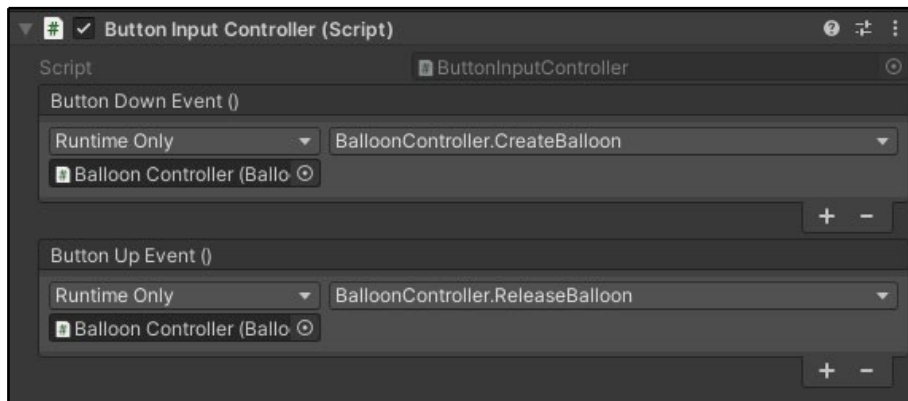 Button Input Controller (Script)
Script ButtonInputController
Button Down Event ()
Runtime Only BalloonController.CreateBalloon
Balloon Controller (Ballo
Button Up Event ()
Runtime Only BalloonController.ReleaseBalloon
Balloon Controller (Ballo